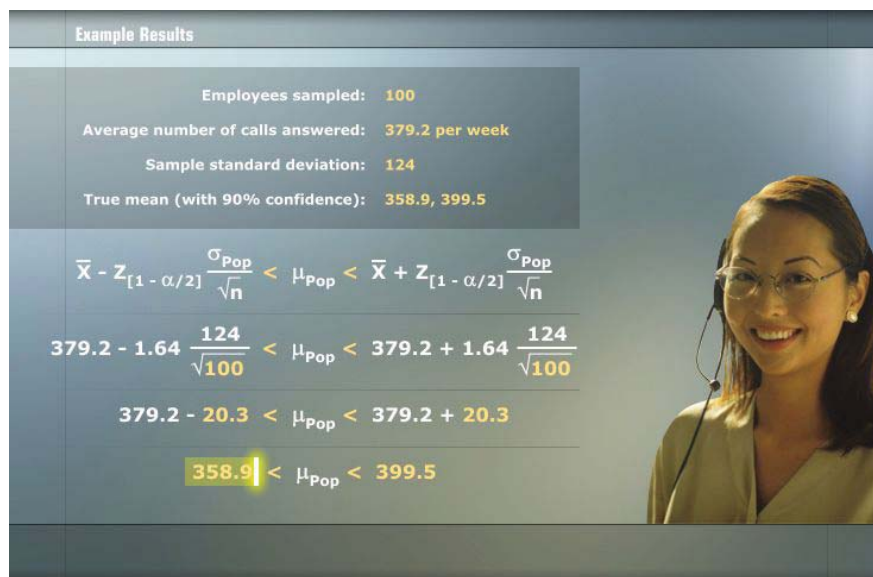 Example Results
Employees sampled: 100
Average number of calls answered: 379.2 per week
Sample standard deviation: 124
True mean (with 90% confidence): 358.9, 399.5
X̅ - Z[1 - α/2] σPop/√n < μPop < X̅ + Z[1 - α/2] σPop/√n
379.2 - 1.64 124/√100 < μPop < 379.2 + 1.64 124/√100
379.2 - 20.3 < μPop < 379.2 + 20.3
358.9 < μPop < 399.5